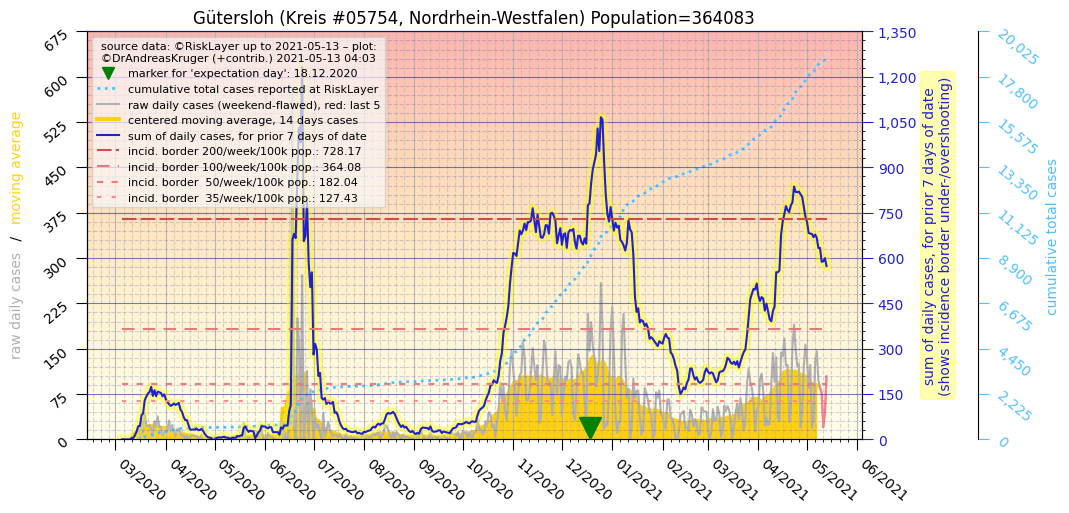 Gütersloh (Kreis #05754, Nordrhein-Westfalen) Population=364083
source data: ©RiskLayer up to 2021-05-13 – plot:
©DrAndreasKruger (+contrib.) 2021-05-13 04:03
marker for 'expectation day': 18.12.2020
cumulative total cases reported at RiskLayer
raw daily cases (weekend-flawed), red: last 5
centered moving average, 14 days cases
sum of daily cases, for prior 7 days of date
incid. border 200/week/100k pop.: 728.17
incid. border 100/week/100k pop.: 364.08
incid. border  50/week/100k pop.: 182.04
incid. border  35/week/100k pop.: 127.43
raw daily cases / moving average
675
600
525
450
375
300
225
150
75
0
03/2020
04/2020
05/2020
06/2020
07/2020
08/2020
09/2020
10/2020
11/2020
12/2020
01/2021
02/2021
03/2021
04/2021
05/2021
06/2021
1,350
1,200
1,050
900
750
600
450
300
150
0
sum of daily cases, for prior 7 days of date
(shows incidence border under-/overshooting)
20,025
17,800
15,575
13,350
11,125
8,900
6,675
4,450
2,225
0
cumulative total cases